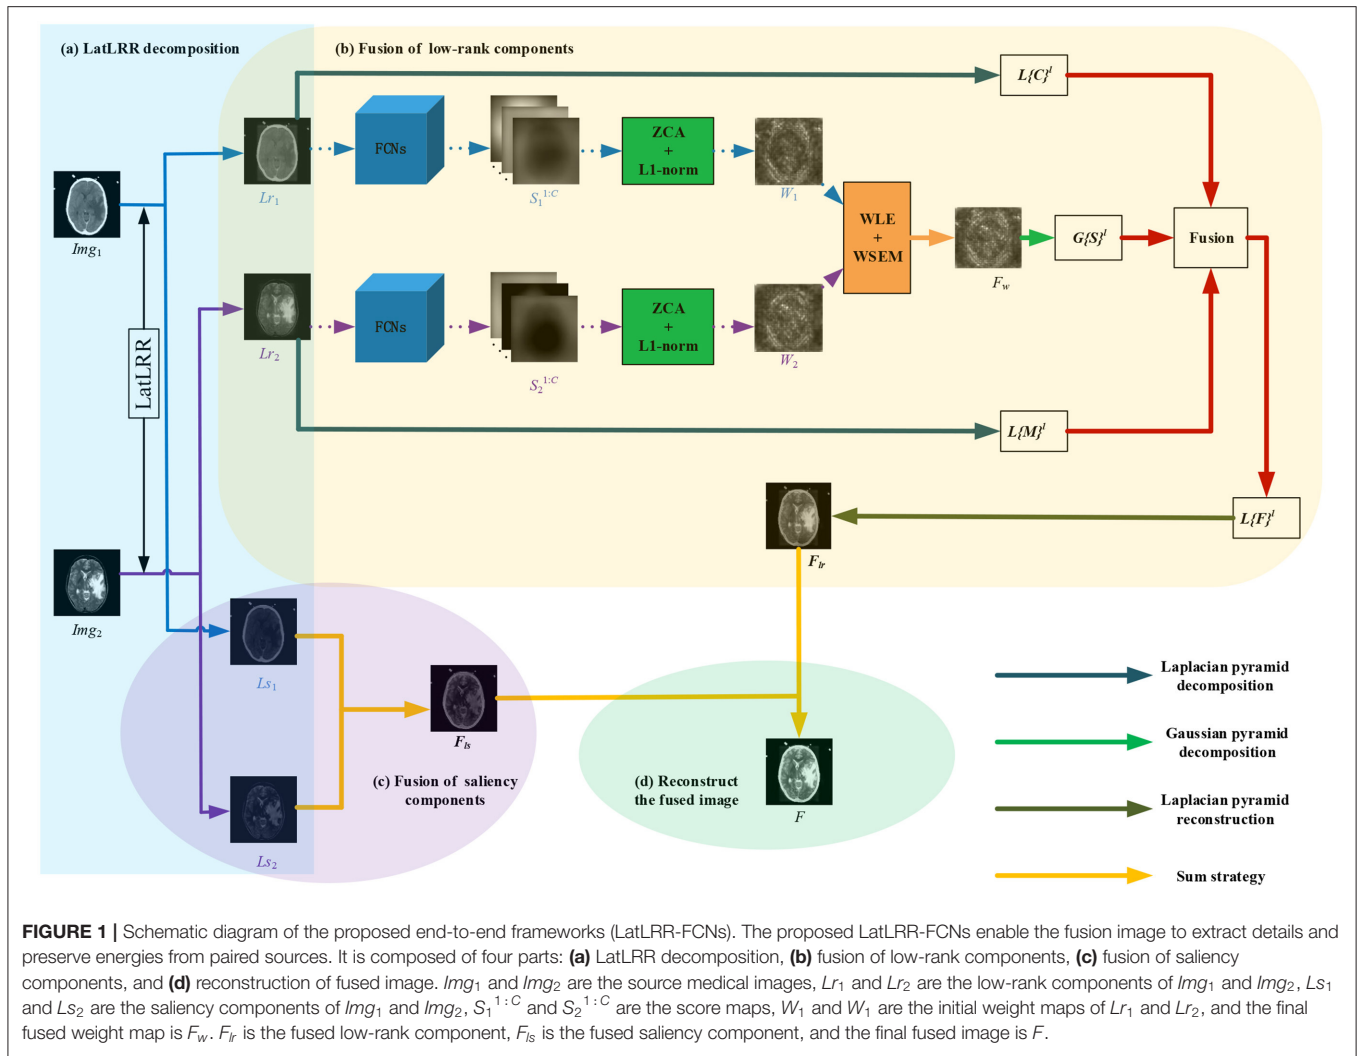 (a) LatLRR decomposition
(b) Fusion of low-rank components
L{C}^l
FCNs
ZCA
+
L1-norm
Lr₁
S₁^1:C
W₁
Img₁
WLE
+
WSEM
G{S}^l
Fusion
F_w
LatLRR
FCNs
ZCA
+
L1-norm
Lr₂
S₂^1:C
W₂
L{M}^l
L{F}^l
F_lr
Img₂
Ls₁
F_ls
(c) Fusion of saliency
components
Ls₂
(d) Reconstruct
the fused image
F
Laplacian pyramid
decomposition
Gaussian pyramid
decomposition
Laplacian pyramid
reconstruction
Sum strategy
FIGURE 1 | Schematic diagram of the proposed end-to-end frameworks (LatLRR-FCNs). The proposed LatLRR-FCNs enable the fusion image to extract details and
preserve energies from paired sources. It is composed of four parts: (a) LatLRR decomposition, (b) fusion of low-rank components, (c) fusion of saliency
components, and (d) reconstruction of fused image. Img₁ and Img₂ are the source medical images, Lr₁ and Lr₂ are the low-rank components of Img₁ and Img₂, Ls₁
and Ls₂ are the saliency components of Img₁ and Img₂, S₁^1:C and S₂^1:C are the score maps, W₁ and W₁ are the initial weight maps of Lr₁ and Lr₂, and the final
fused weight map is F_w. F_lr is the fused low-rank component, F_ls is the fused saliency component, and the final fused image is F.